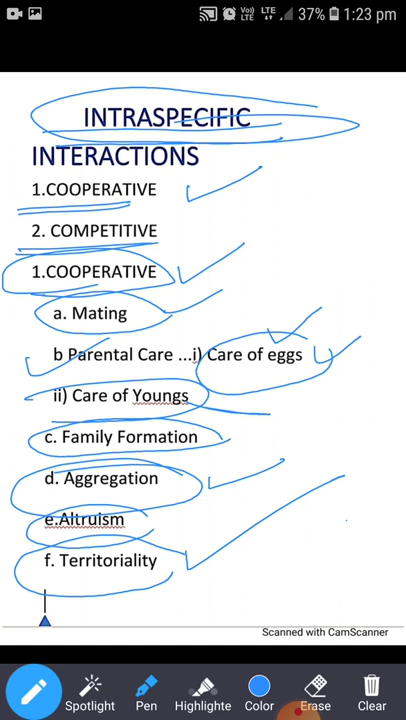 Vo) LTE
LTE
37%
1:23 pm
INTRASPECIFIC
INTERACTIONS
1.COOPERATIVE
2. COMPETITIVE
1.COOPERATIVE
a. Mating
b Parental Care ...i) Care of eggs
ii) Care of Youngs
c. Family Formation
d. Aggregation
e.Altruism
f. Territoriality
Scanned with CamScanner
Spotlight Pen Highlighte Color Erase Clear